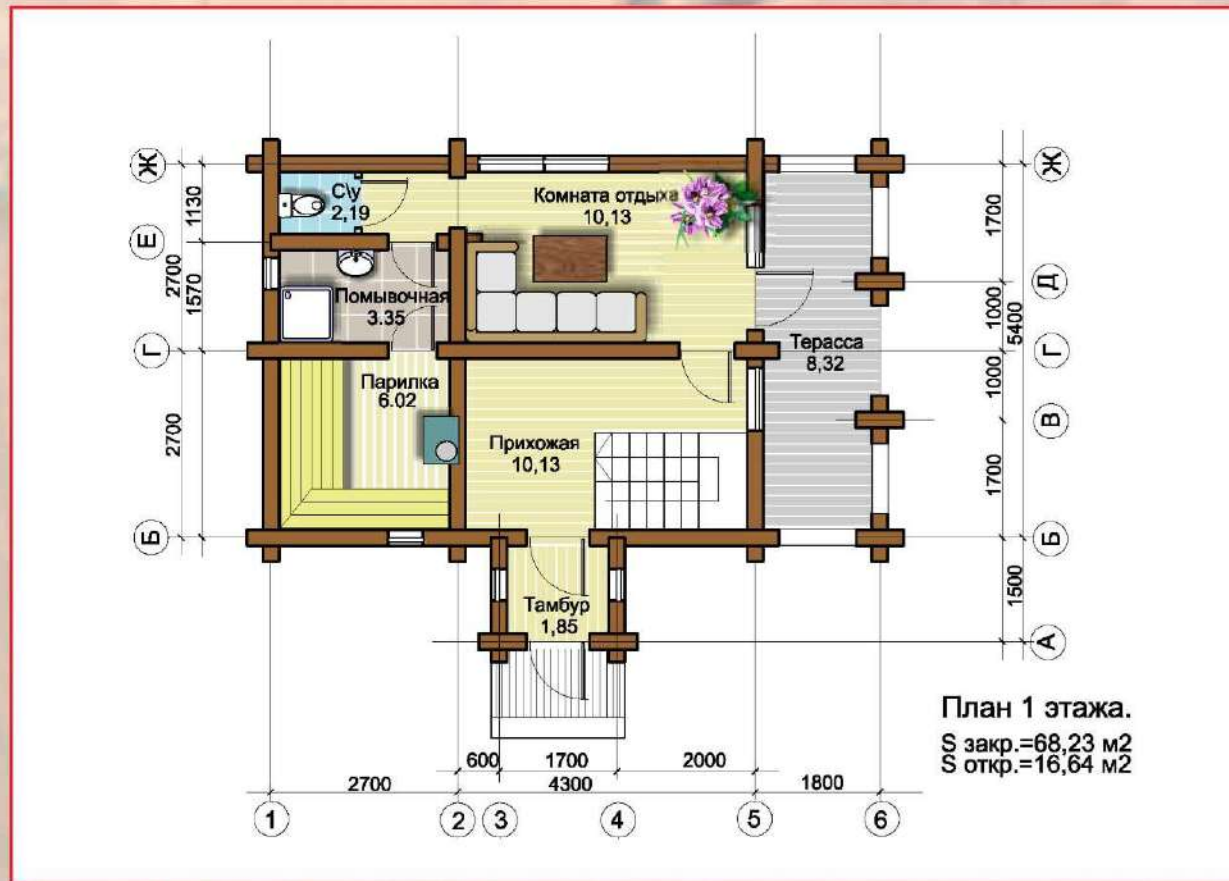 Ж
Е
Г
Б
1130
2700
1570
2700
С\у
2,19
Комната отдыха
10,13
Помывочная
3.35
Парилка
6.02
Прихожая
10,13
Терасса
8,32
Тамбур
1,85
Ж
Д
Г
В
Б
А
1700
1000
5400
1000
1700
1500
План 1 этажа.
S закр.=68,23 м2
S откр.=16,64 м2
600
1700
2000
2700
4300
1800
1
2
3
4
5
6